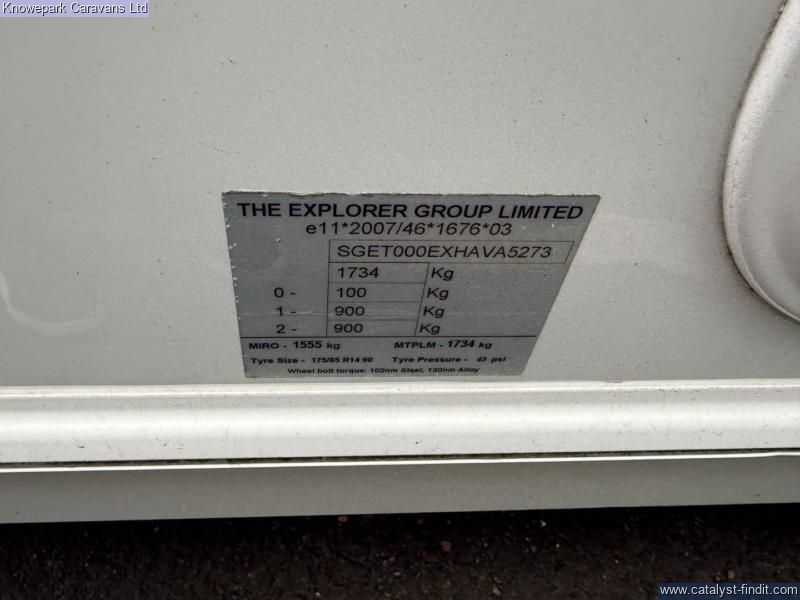 Knowepark Caravans Ltd
THE EXPLORER GROUP LIMITED
e11*2007/46*1676*03
SGET000EXHAVA5273
1734 Kg
0 - 100 Kg
1 - 900 Kg
2 - 900 Kg
MIRO - 1555 kg MTPLM - 1734 kg
Tyre Size - 175/65 R14 90 Tyre Pressure - 43 psi
Wheel bolt torque: 102nm Steel, 130nm Alloy
www.catalyst-findit.com